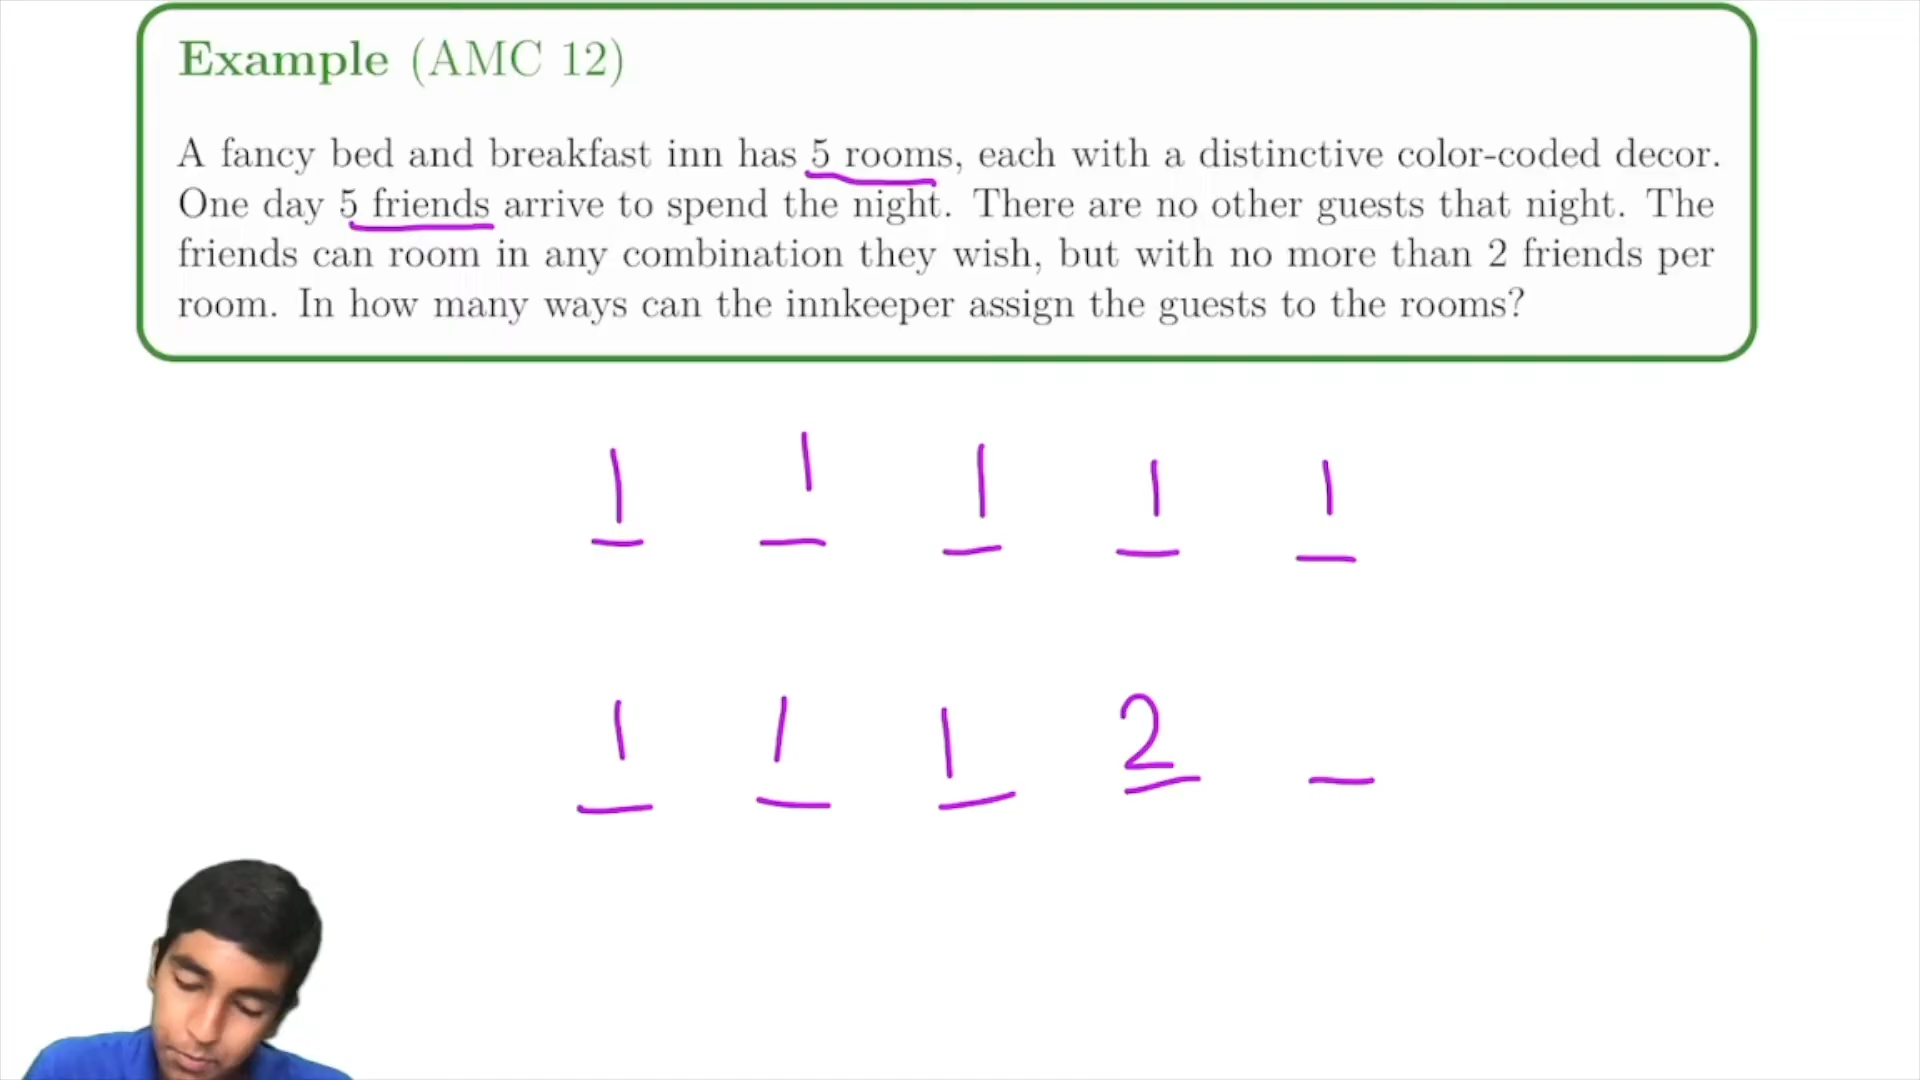 Example (AMC 12)
A fancy bed and breakfast inn has 5 rooms, each with a distinctive color-coded decor.
One day 5 friends arrive to spend the night. There are no other guests that night. The
friends can room in any combination they wish, but with no more than 2 friends per
room. In how many ways can the innkeeper assign the guests to the rooms?
1 1 1 1 1
1 1 1 2